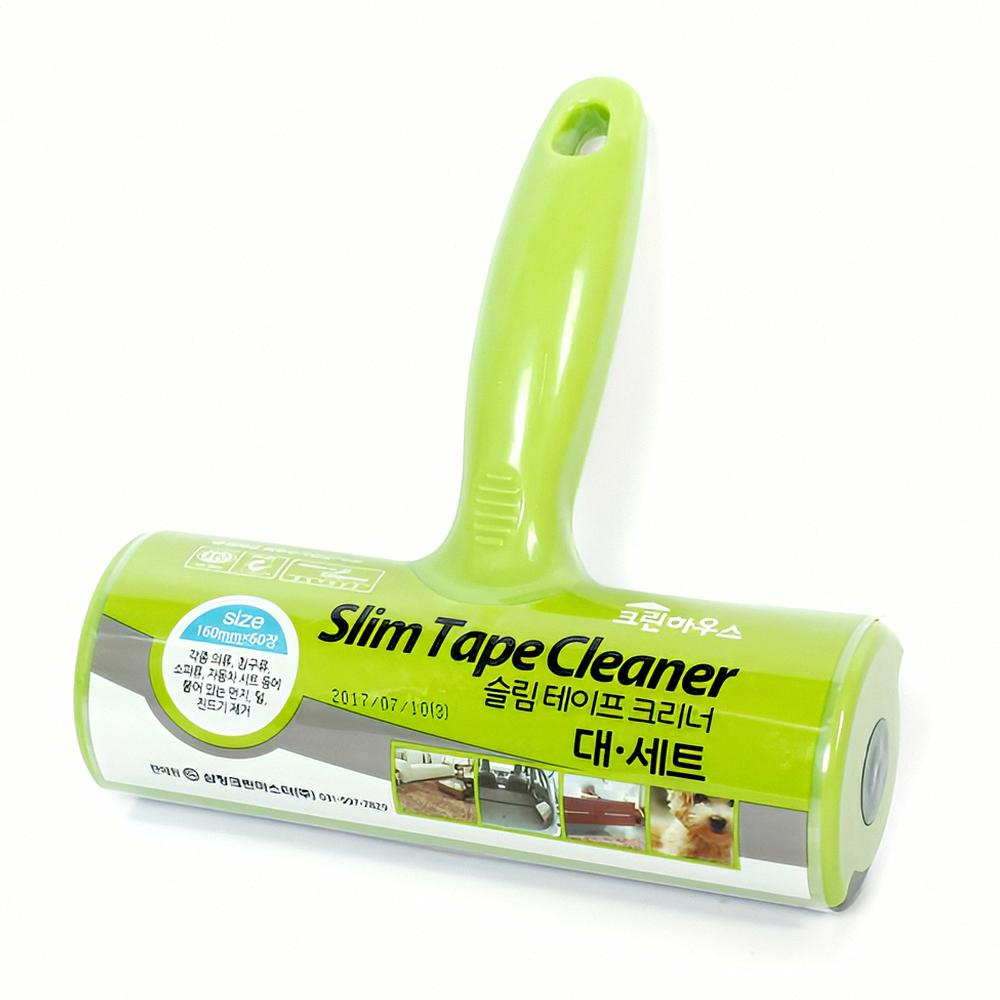 크린하우스
Slim Tape Cleaner
슬림 테이프 크리너
대·세트
size
160mm×60장
각종 의류, 침구류,
소파류, 자동차시트 등에
붙어 있는 먼지, 털,
진드기 제거
2017/07/10(3)
판매원